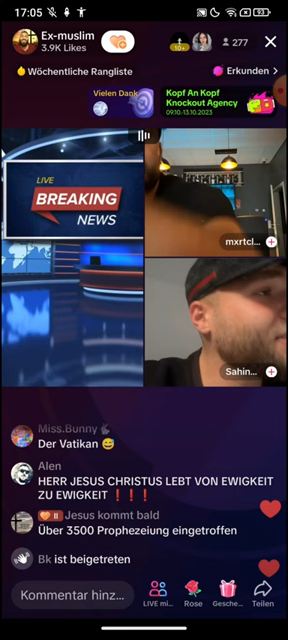 17:05
93
Ex-muslim
3.9K Likes
10+
277
Wöchentliche Rangliste
Erkunden
Vielen Dank
Kopf An Kopf
Knockout Agency
09.10.-13.10.2023
LIVE
BREAKING
NEWS
mxrtcl...
Sahin...
Miss.Bunny
Der Vatikan 😅
Alen
HERR JESUS CHRISTUS LEBT VON EWIGKEIT
ZU EWIGKEIT ❗❗❗
II Jesus kommt bald
Über 3500 Prophezeiung eingetroffen
Bk ist beigetreten
Kommentar hinz...
LIVE mi...
Rose
Gesche...
Teilen